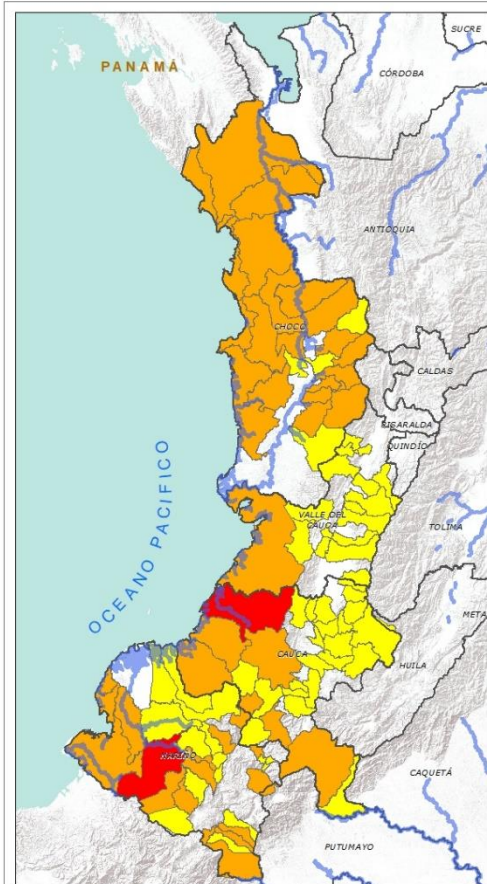 SUCRE
PANAMÁ
CÓRDOBA
ANTIOQUIA
CHOCÓ
CALDAS
RISARALDA
QUINDÍO
OCEANO PACIFICO
VALLE DEL
CAUCA
TOLIMA
META
CAUCA
HUILA
NARIÑO
CAQUETÁ
PUTUMAYO